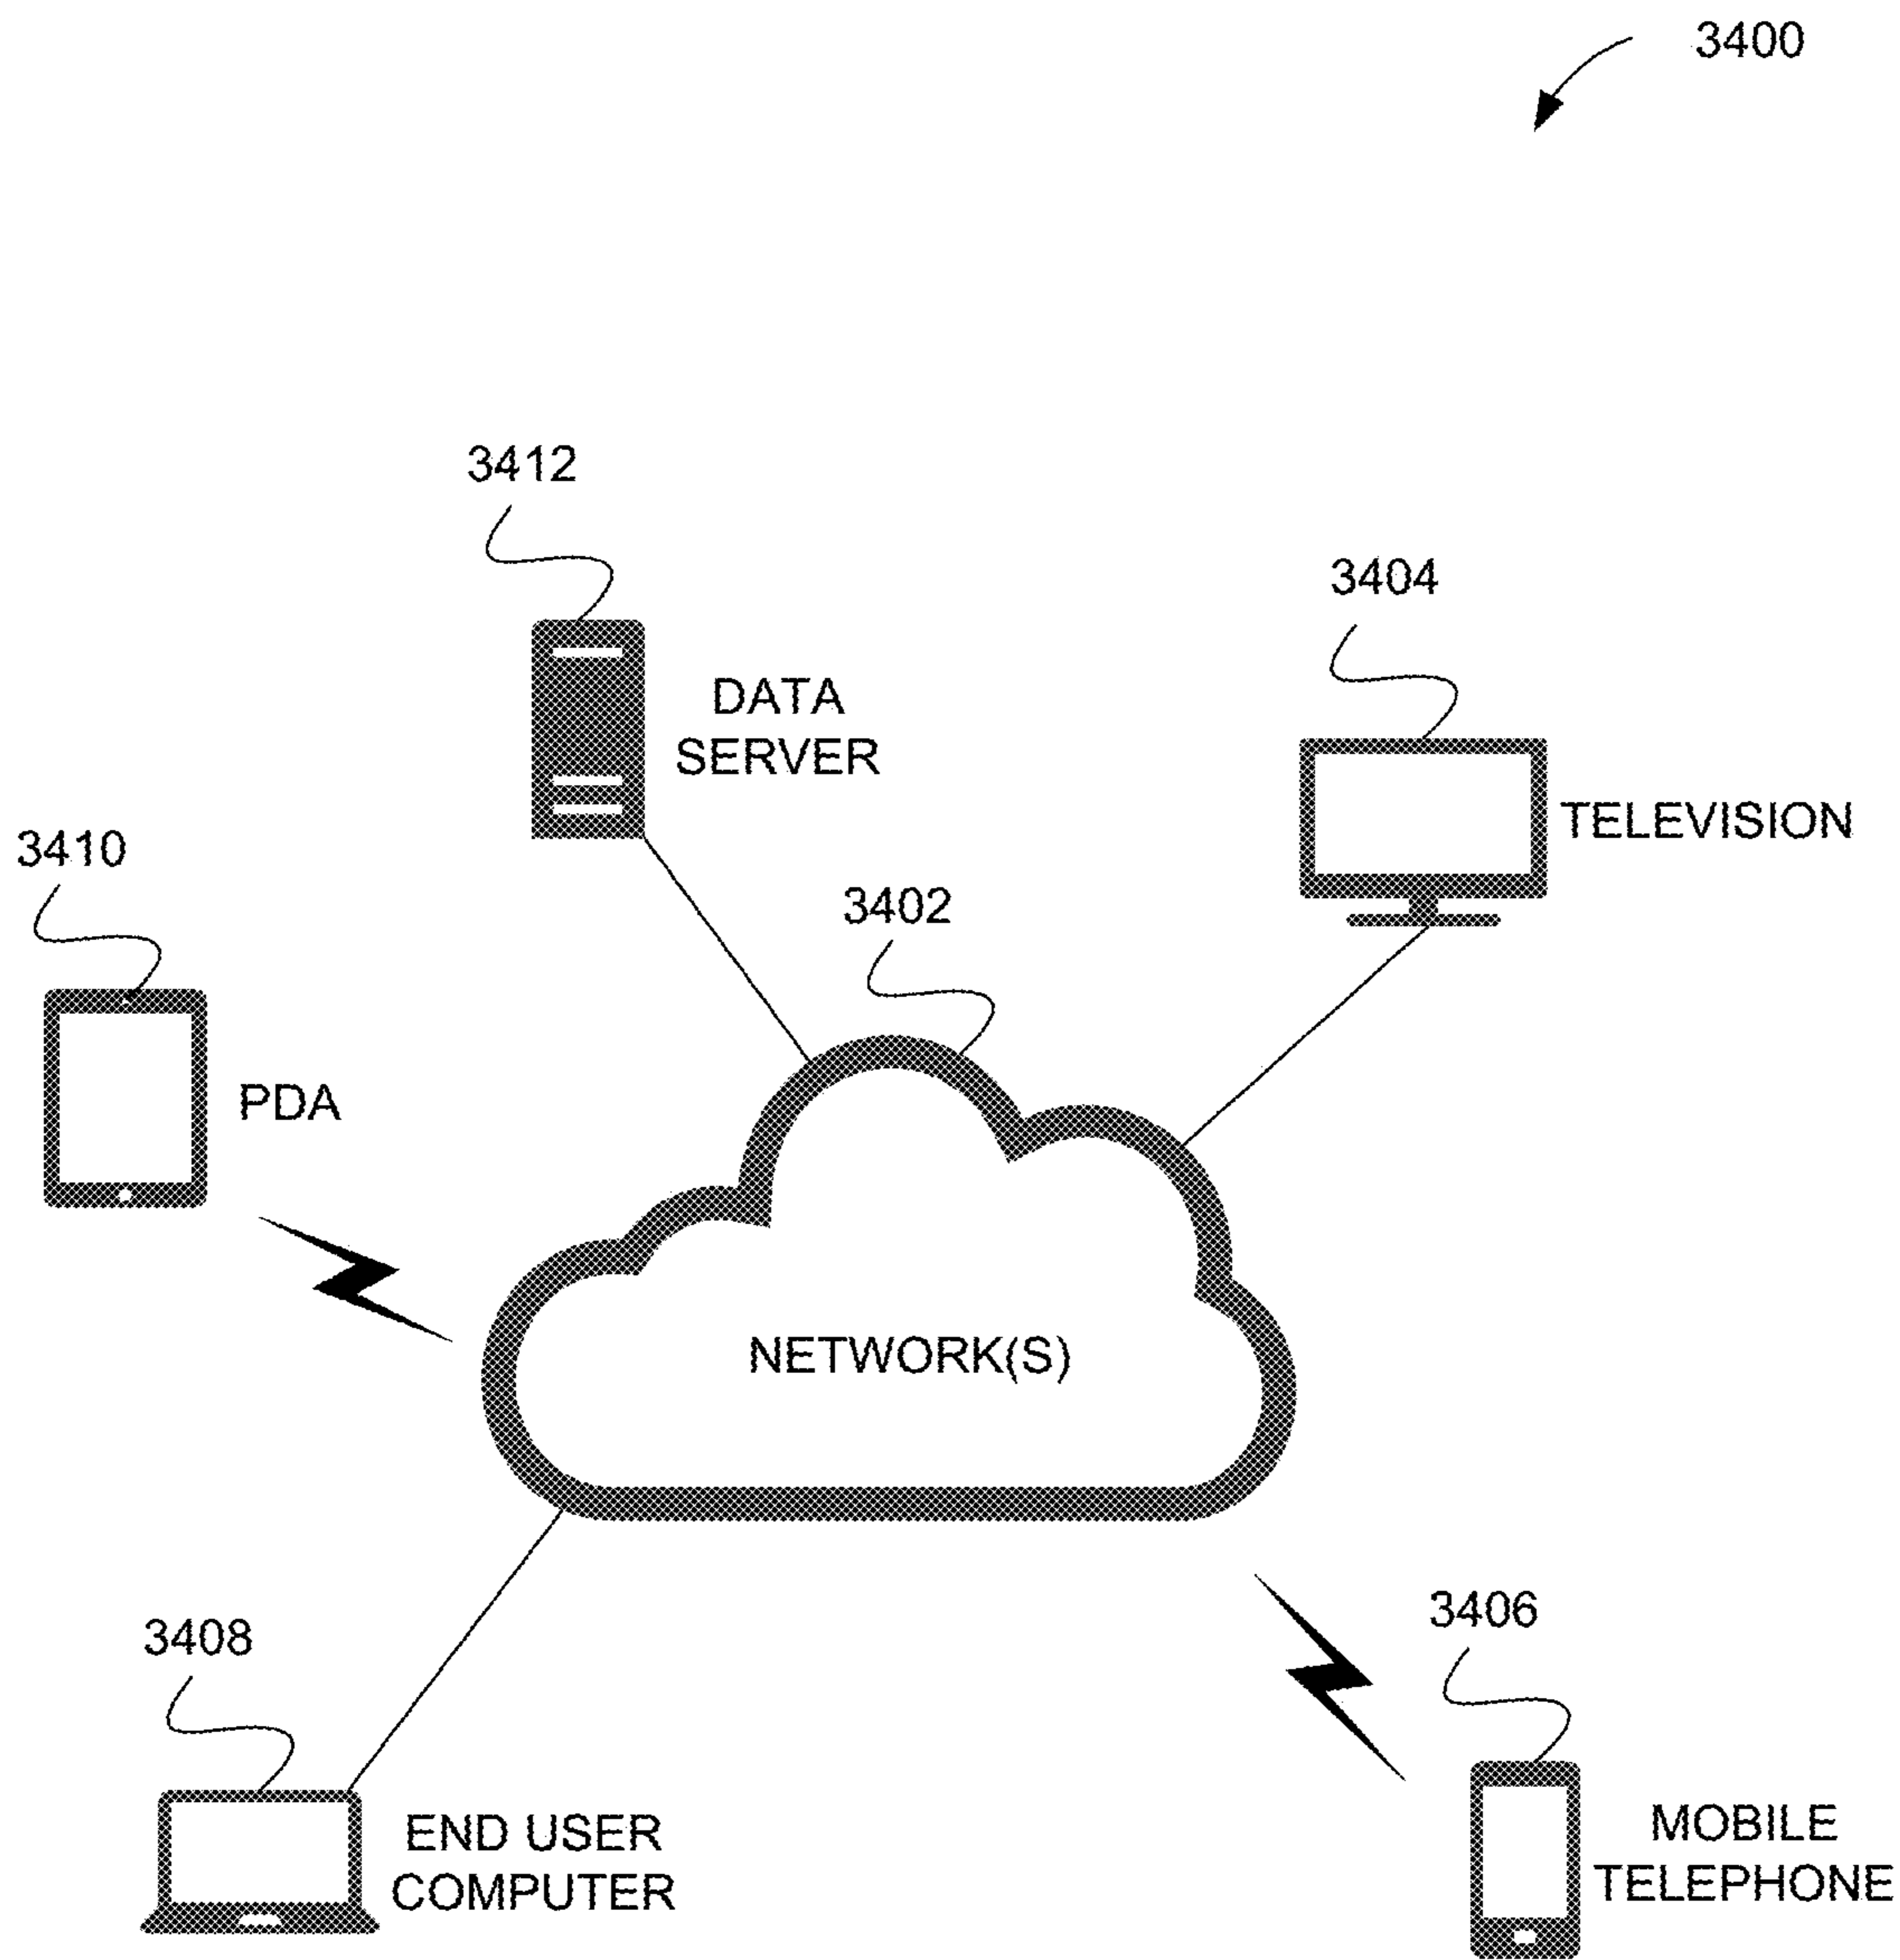 3400
3412
DATA
SERVER
3404
TELEVISION
3410
PDA
3402
NETWORK(S)
3408
END USER
COMPUTER
3406
MOBILE
TELEPHONE